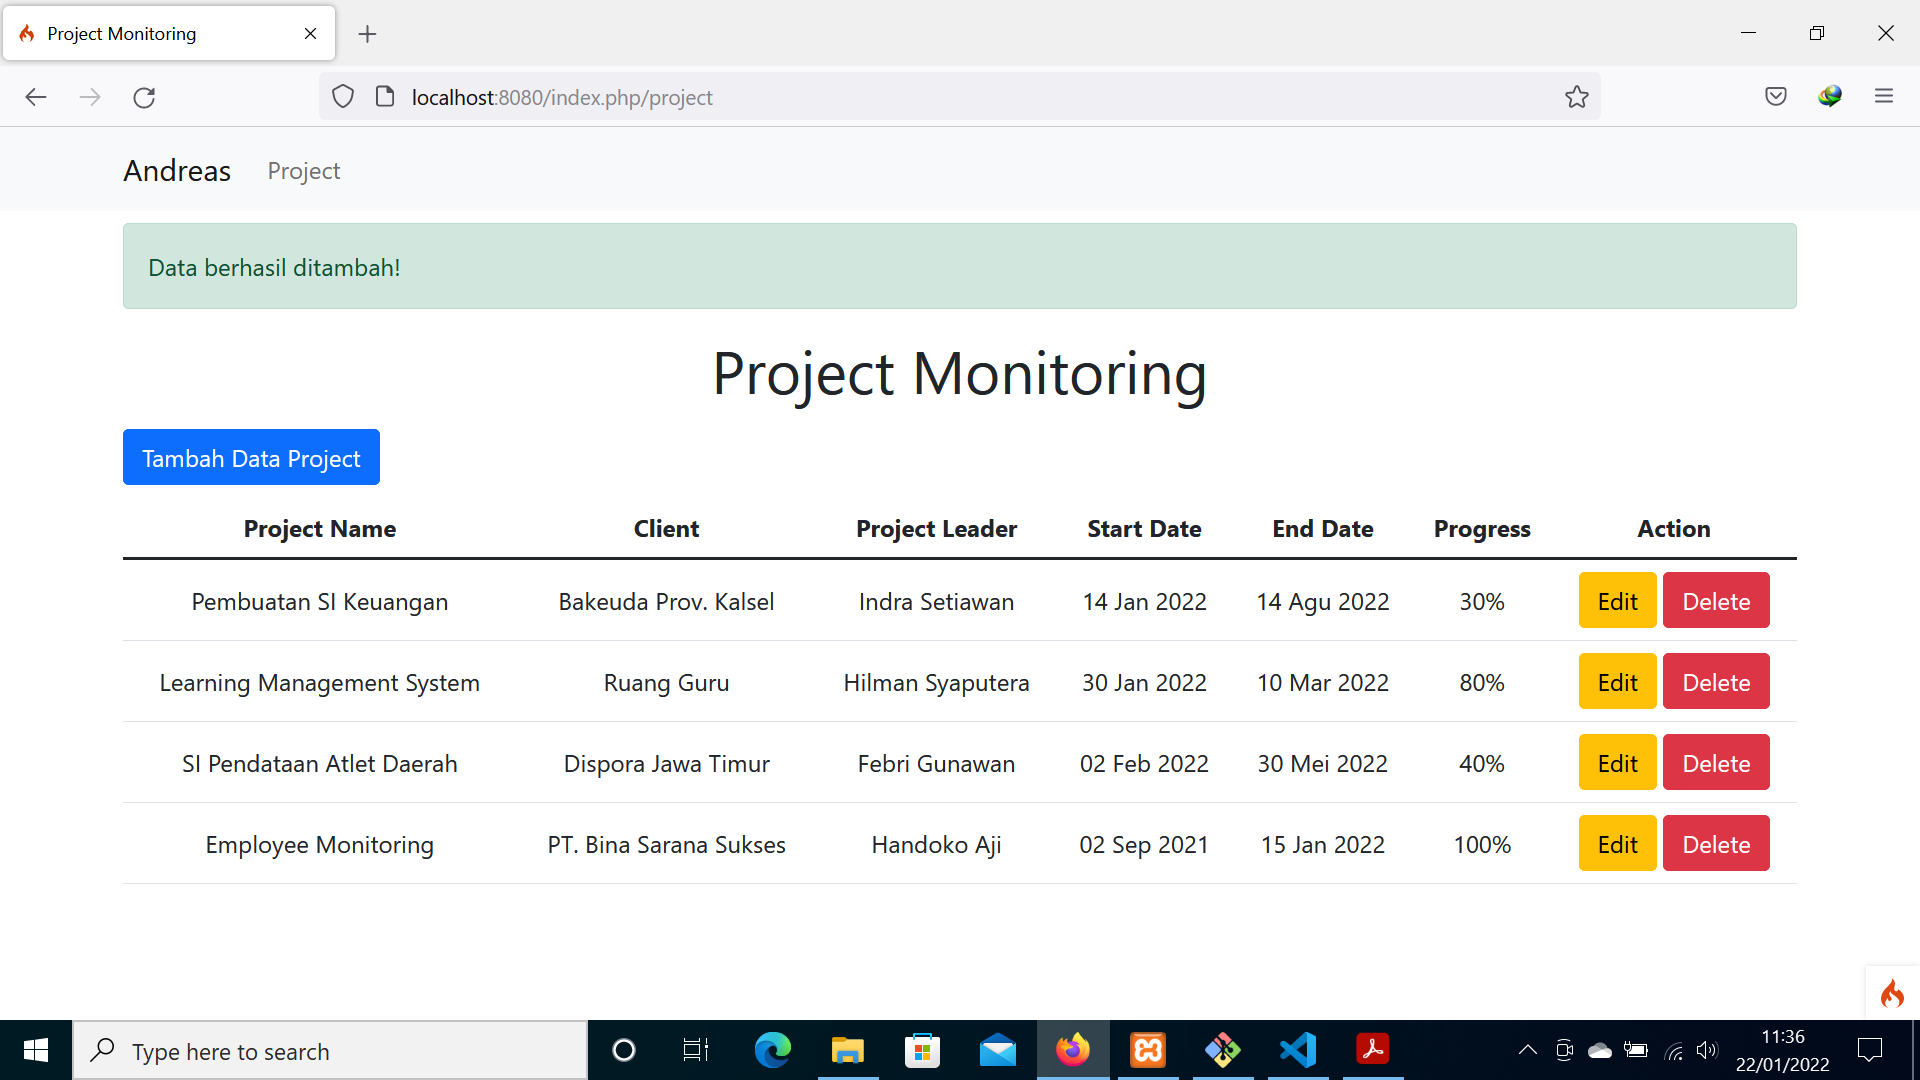 Project Monitoring
localhost:8080/index.php/project
Andreas Project
Data berhasil ditambah!
Project Monitoring
Tambah Data Project
Project Name Client Project Leader Start Date End Date Progress Action
Pembuatan SI Keuangan Bakeuda Prov. Kalsel Indra Setiawan 14 Jan 2022 14 Agu 2022 30% Edit Delete
Learning Management System Ruang Guru Hilman Syaputera 30 Jan 2022 10 Mar 2022 80% Edit Delete
SI Pendataan Atlet Daerah Dispora Jawa Timur Febri Gunawan 02 Feb 2022 30 Mei 2022 40% Edit Delete
Employee Monitoring PT. Bina Sarana Sukses Handoko Aji 02 Sep 2021 15 Jan 2022 100% Edit Delete
Type here to search
11:36
22/01/2022